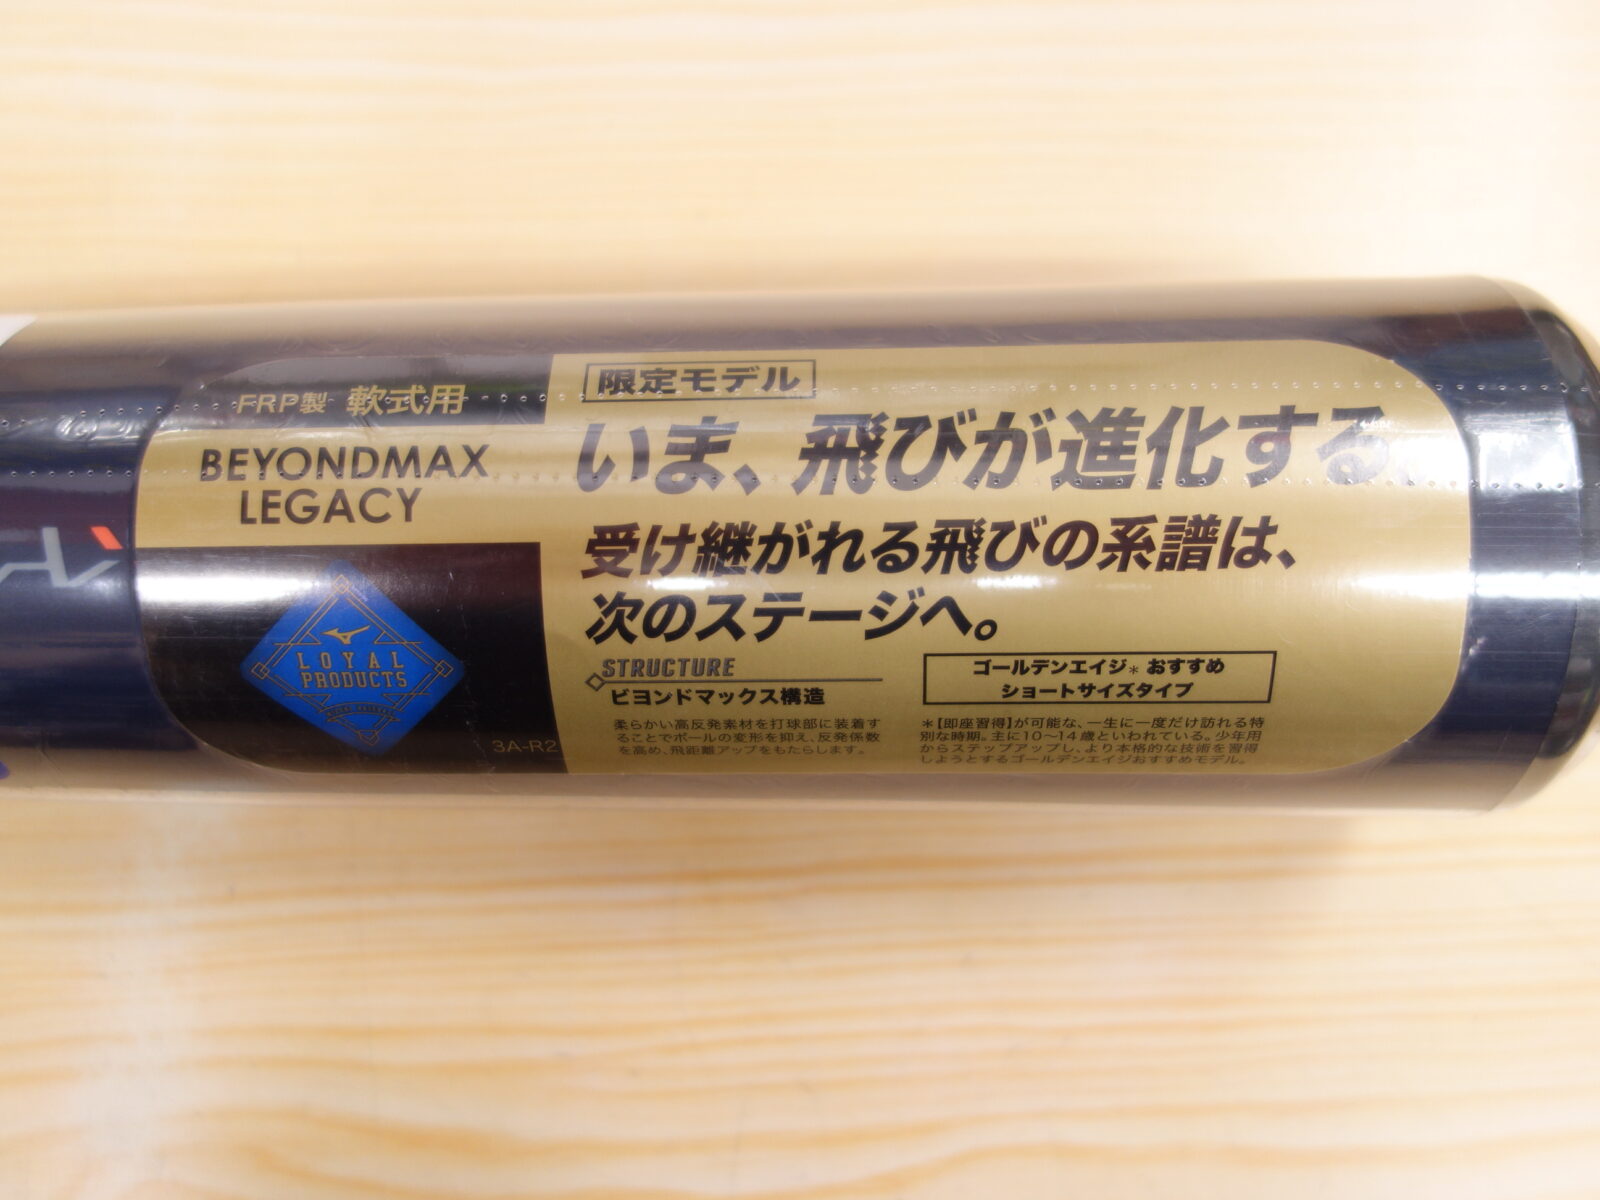 FRP製 軟式用
BEYONDMAX
LEGACY
LOYAL
PRODUCTS
3A-R2
限定モデル
いま、飛びが進化する。
受け継がれる飛びの系譜は、
次のステージへ。
STRUCTURE
ビヨンドマックス構造
柔らかい高反発素材を打球部に装着す
ることでボールの変形を抑え、反発係数
を高め、飛距離アップをもたらします。
ゴールデンエイジ* おすすめ
ショートサイズタイプ
*【即座習得】が可能な、一生に一度だけ訪れる特
別な時期。主に10〜14歳といわれている。少年用
からステップアップし、より本格的な技術を習得
しようとするゴールデンエイジおすすめモデル。